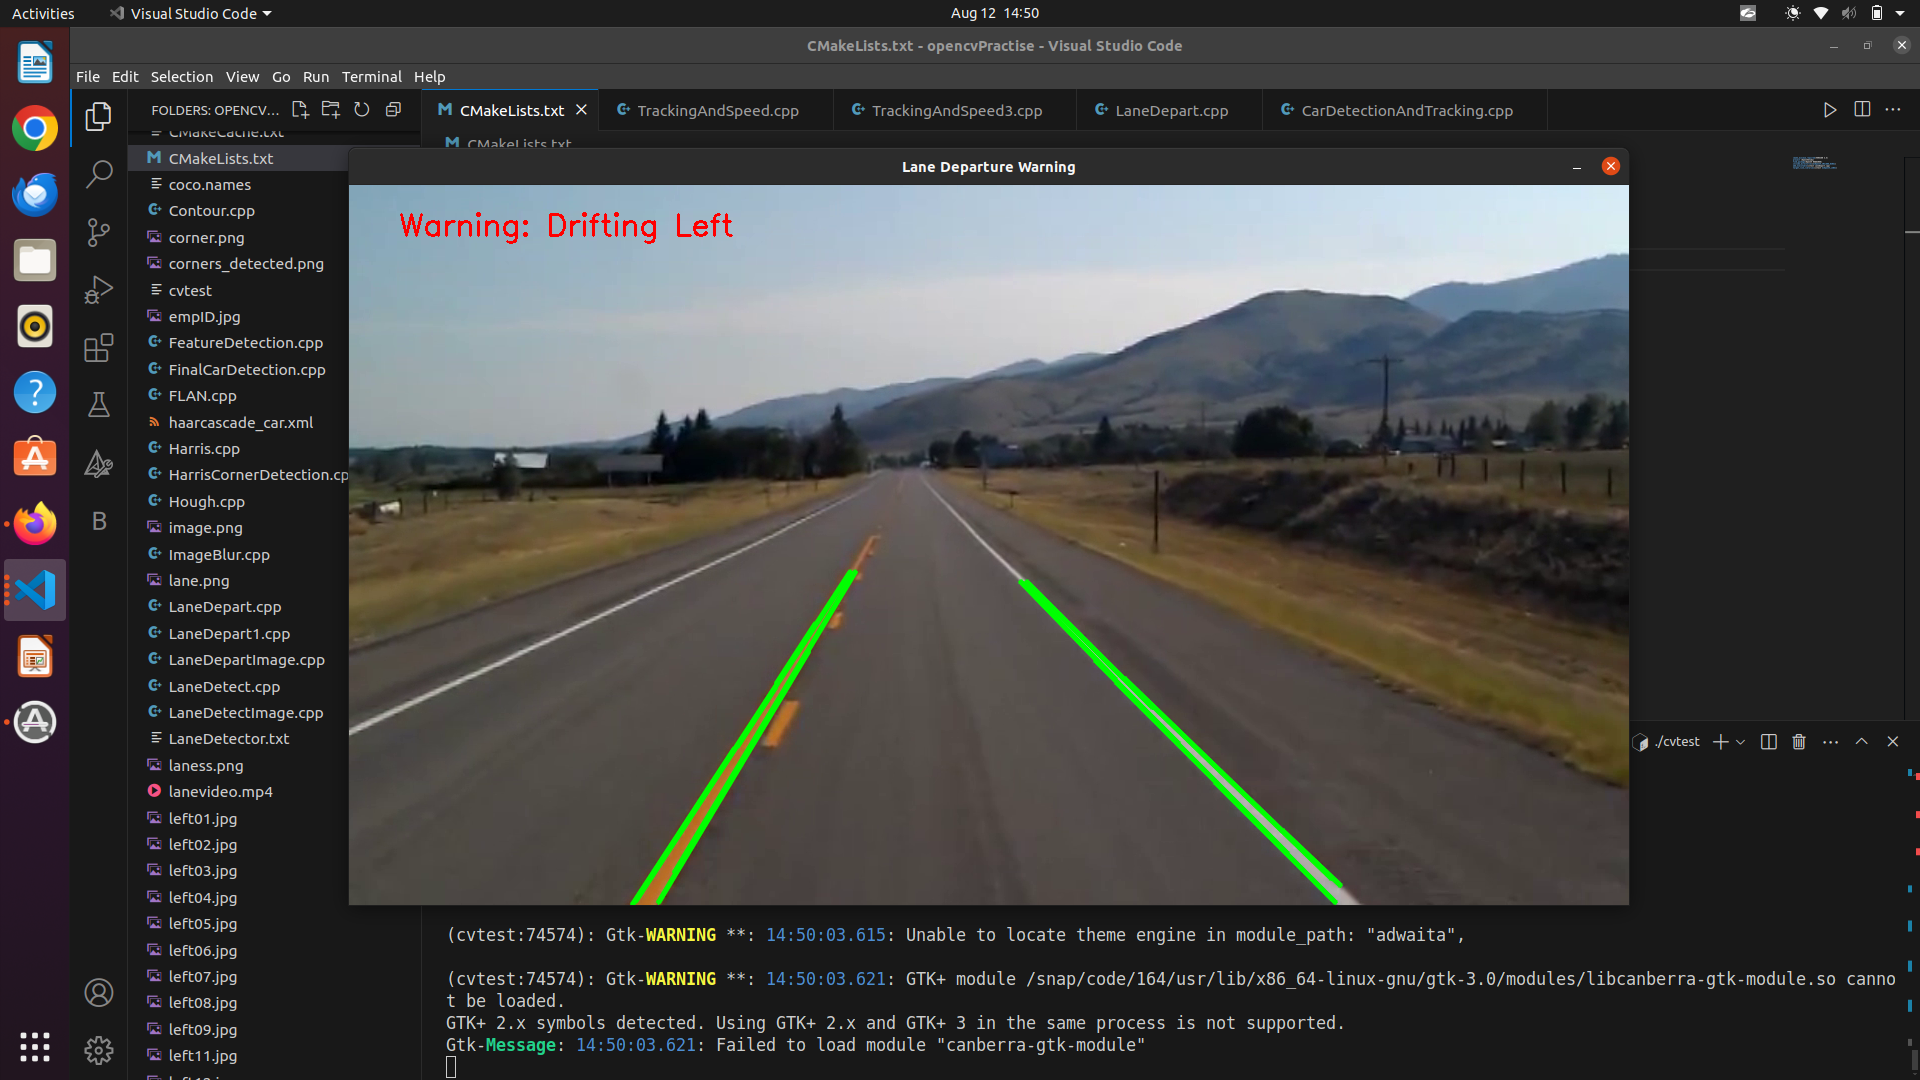 Activities
Visual Studio Code
Aug 12 14:50
CMakeLists.txt - opencvPractise - Visual Studio Code
File Edit Selection View Go Run Terminal Help
FOLDERS: OPENCV...
CMakeLists.txt
TrackingAndSpeed.cpp
TrackingAndSpeed3.cpp
LaneDepart.cpp
CarDetectionAndTracking.cpp
CMakeLists.txt
CMakeCache.txt
CMakeLists.txt
coco.names
Contour.cpp
corner.png
corners_detected.png
cvtest
empID.jpg
FeatureDetection.cpp
FinalCarDetection.cpp
FLAN.cpp
haarcascade_car.xml
Harris.cpp
HarrisCornerDetection.cp
Hough.cpp
image.png
ImageBlur.cpp
lane.png
LaneDepart.cpp
LaneDepart1.cpp
LaneDepartImage.cpp
LaneDetect.cpp
LaneDetectImage.cpp
LaneDetector.txt
laness.png
lanevideo.mp4
left01.jpg
left02.jpg
left03.jpg
left04.jpg
left05.jpg
left06.jpg
left07.jpg
left08.jpg
left09.jpg
left11.jpg
Lane Departure Warning
Warning: Drifting Left
./cvtest
(cvtest:74574): Gtk-WARNING **: 14:50:03.615: Unable to locate theme engine in module_path: "adwaita",
(cvtest:74574): Gtk-WARNING **: 14:50:03.621: GTK+ module /snap/code/164/usr/lib/x86_64-linux-gnu/gtk-3.0/modules/libcanberra-gtk-module.so canno
t be loaded.
GTK+ 2.x symbols detected. Using GTK+ 2.x and GTK+ 3 in the same process is not supported.
Gtk-Message: 14:50:03.621: Failed to load module "canberra-gtk-module"